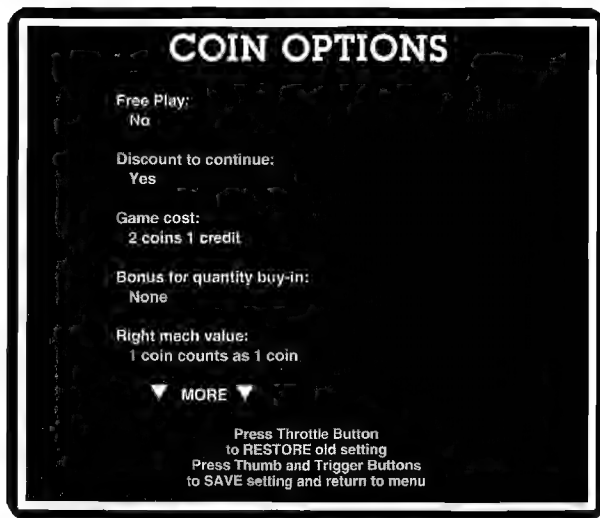 COIN OPTIONS
Free Play:
No
Discount to continue:
Yes
Game cost:
2 coins 1 credit
Bonus for quantity buy-in:
None
Right mech value:
1 coin counts as 1 coin
▼ MORE ▼
Press Throttle Button
to RESTORE old setting
Press Thumb and Trigger Buttons
to SAVE setting and return to menu